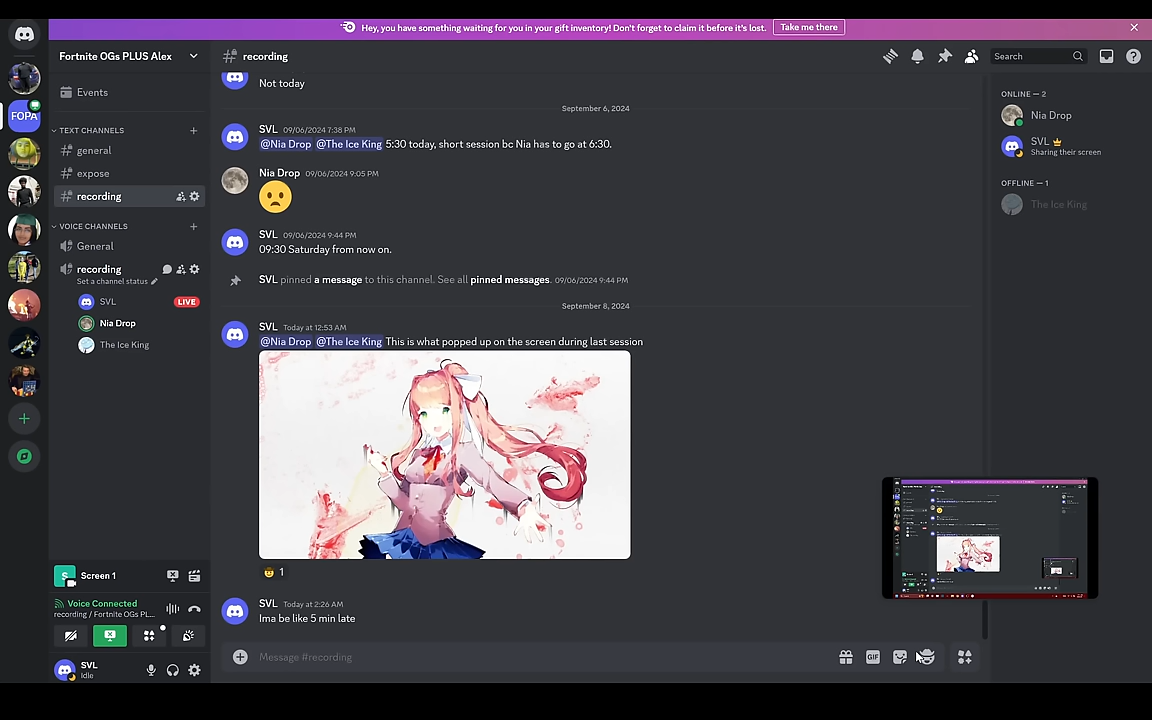 Hey, you have something waiting for you in your gift inventory! Don't forget to claim it before it's lost. Take me there
Fortnite OGs PLUS Alex
Events
TEXT CHANNELS
general
expose
recording
VOICE CHANNELS
General
recording
Set a channel status
SVL LIVE
Nia Drop
The Ice King
FOPA
S Screen 1
Voice Connected
recording / Fortnite OGs PL...
SVL
Idle
recording
Search
Not today
September 6, 2024
SVL 09/06/2024 7:38 PM
@Nia Drop @The Ice King 5:30 today, short session bc Nia has to go at 6:30.
Nia Drop 09/06/2024 9:05 PM
SVL 09/06/2024 9:44 PM
09:30 Saturday from now on.
SVL pinned a message to this channel. See all pinned messages. 09/06/2024 9:44 PM
September 8, 2024
SVL Today at 12:53 AM
@Nia Drop @The Ice King This is what popped up on the screen during last session
1
SVL Today at 2:26 AM
Ima be like 5 min late
Message #recording
GIF
ONLINE — 2
Nia Drop
SVL
Sharing their screen
OFFLINE — 1
The Ice King